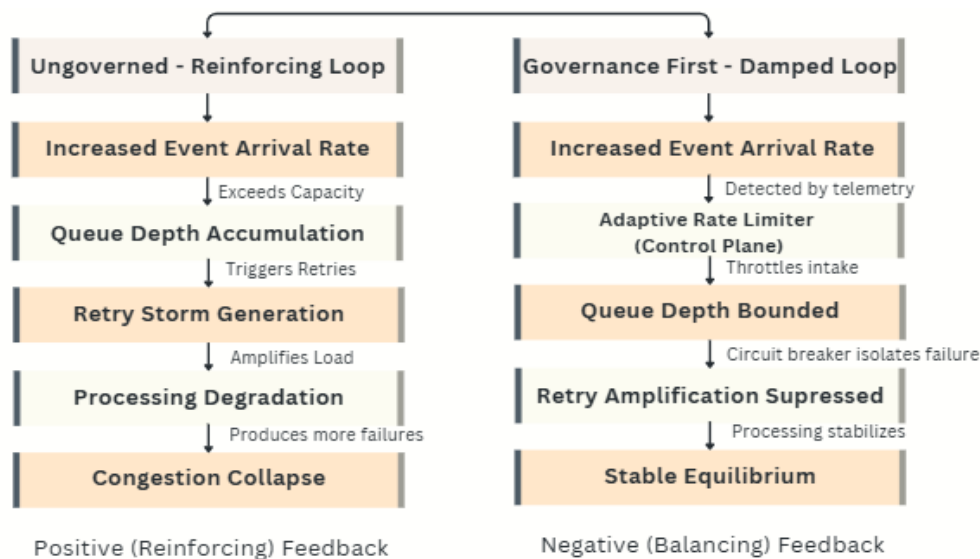 Ungoverned - Reinforcing Loop
Increased Event Arrival Rate
Exceeds Capacity
Queue Depth Accumulation
Triggers Retries
Retry Storm Generation
Amplifies Load
Processing Degradation
Produces more failures
Congestion Collapse
Positive (Reinforcing) Feedback
Governance First - Damped Loop
Increased Event Arrival Rate
Detected by telemetry
Adaptive Rate Limiter
(Control Plane)
Throttles intake
Queue Depth Bounded
Circuit breaker isolates failure
Retry Amplification Supressed
Processing stabilizes
Stable Equilibrium
Negative (Balancing) Feedback